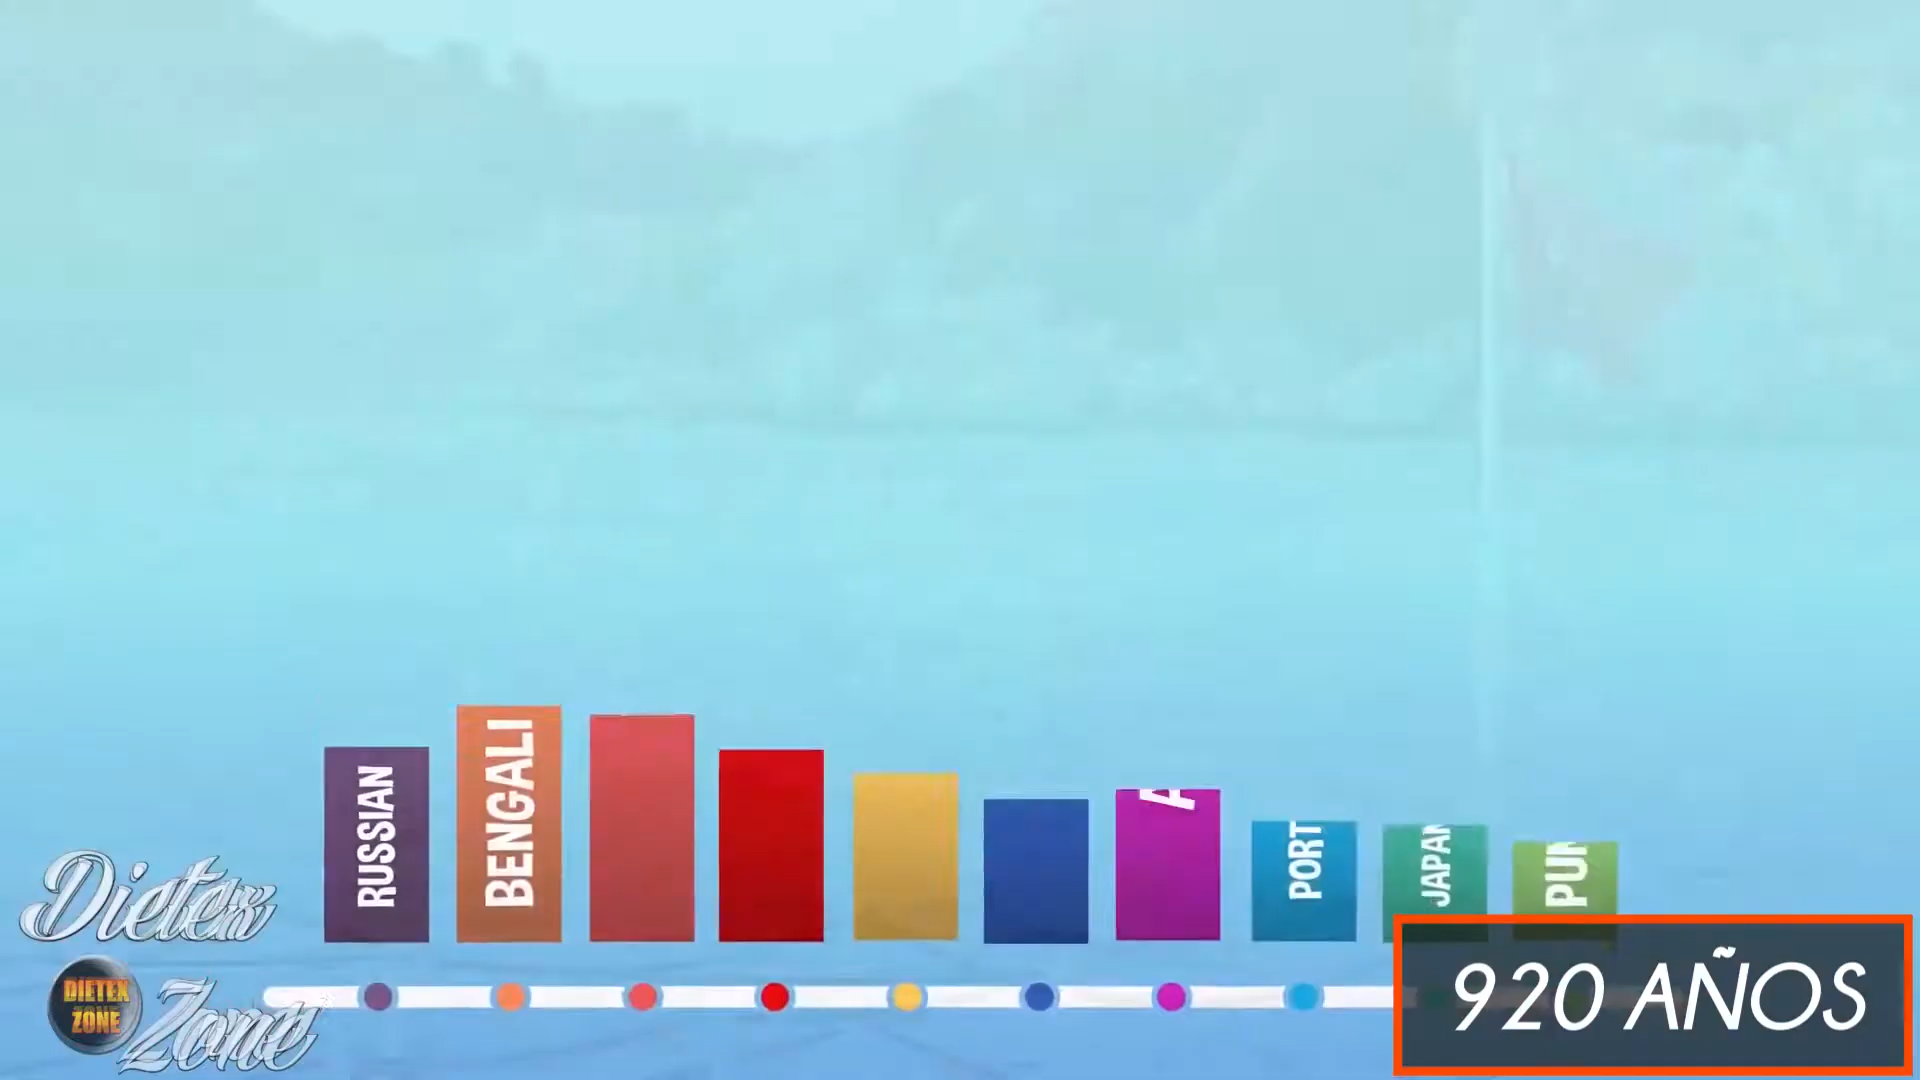 RUSSIAN
BENGALI
A
PORT
JAPAN
PUN
Dietex
Zone
DIETEX
ZONE
920 AÑOS